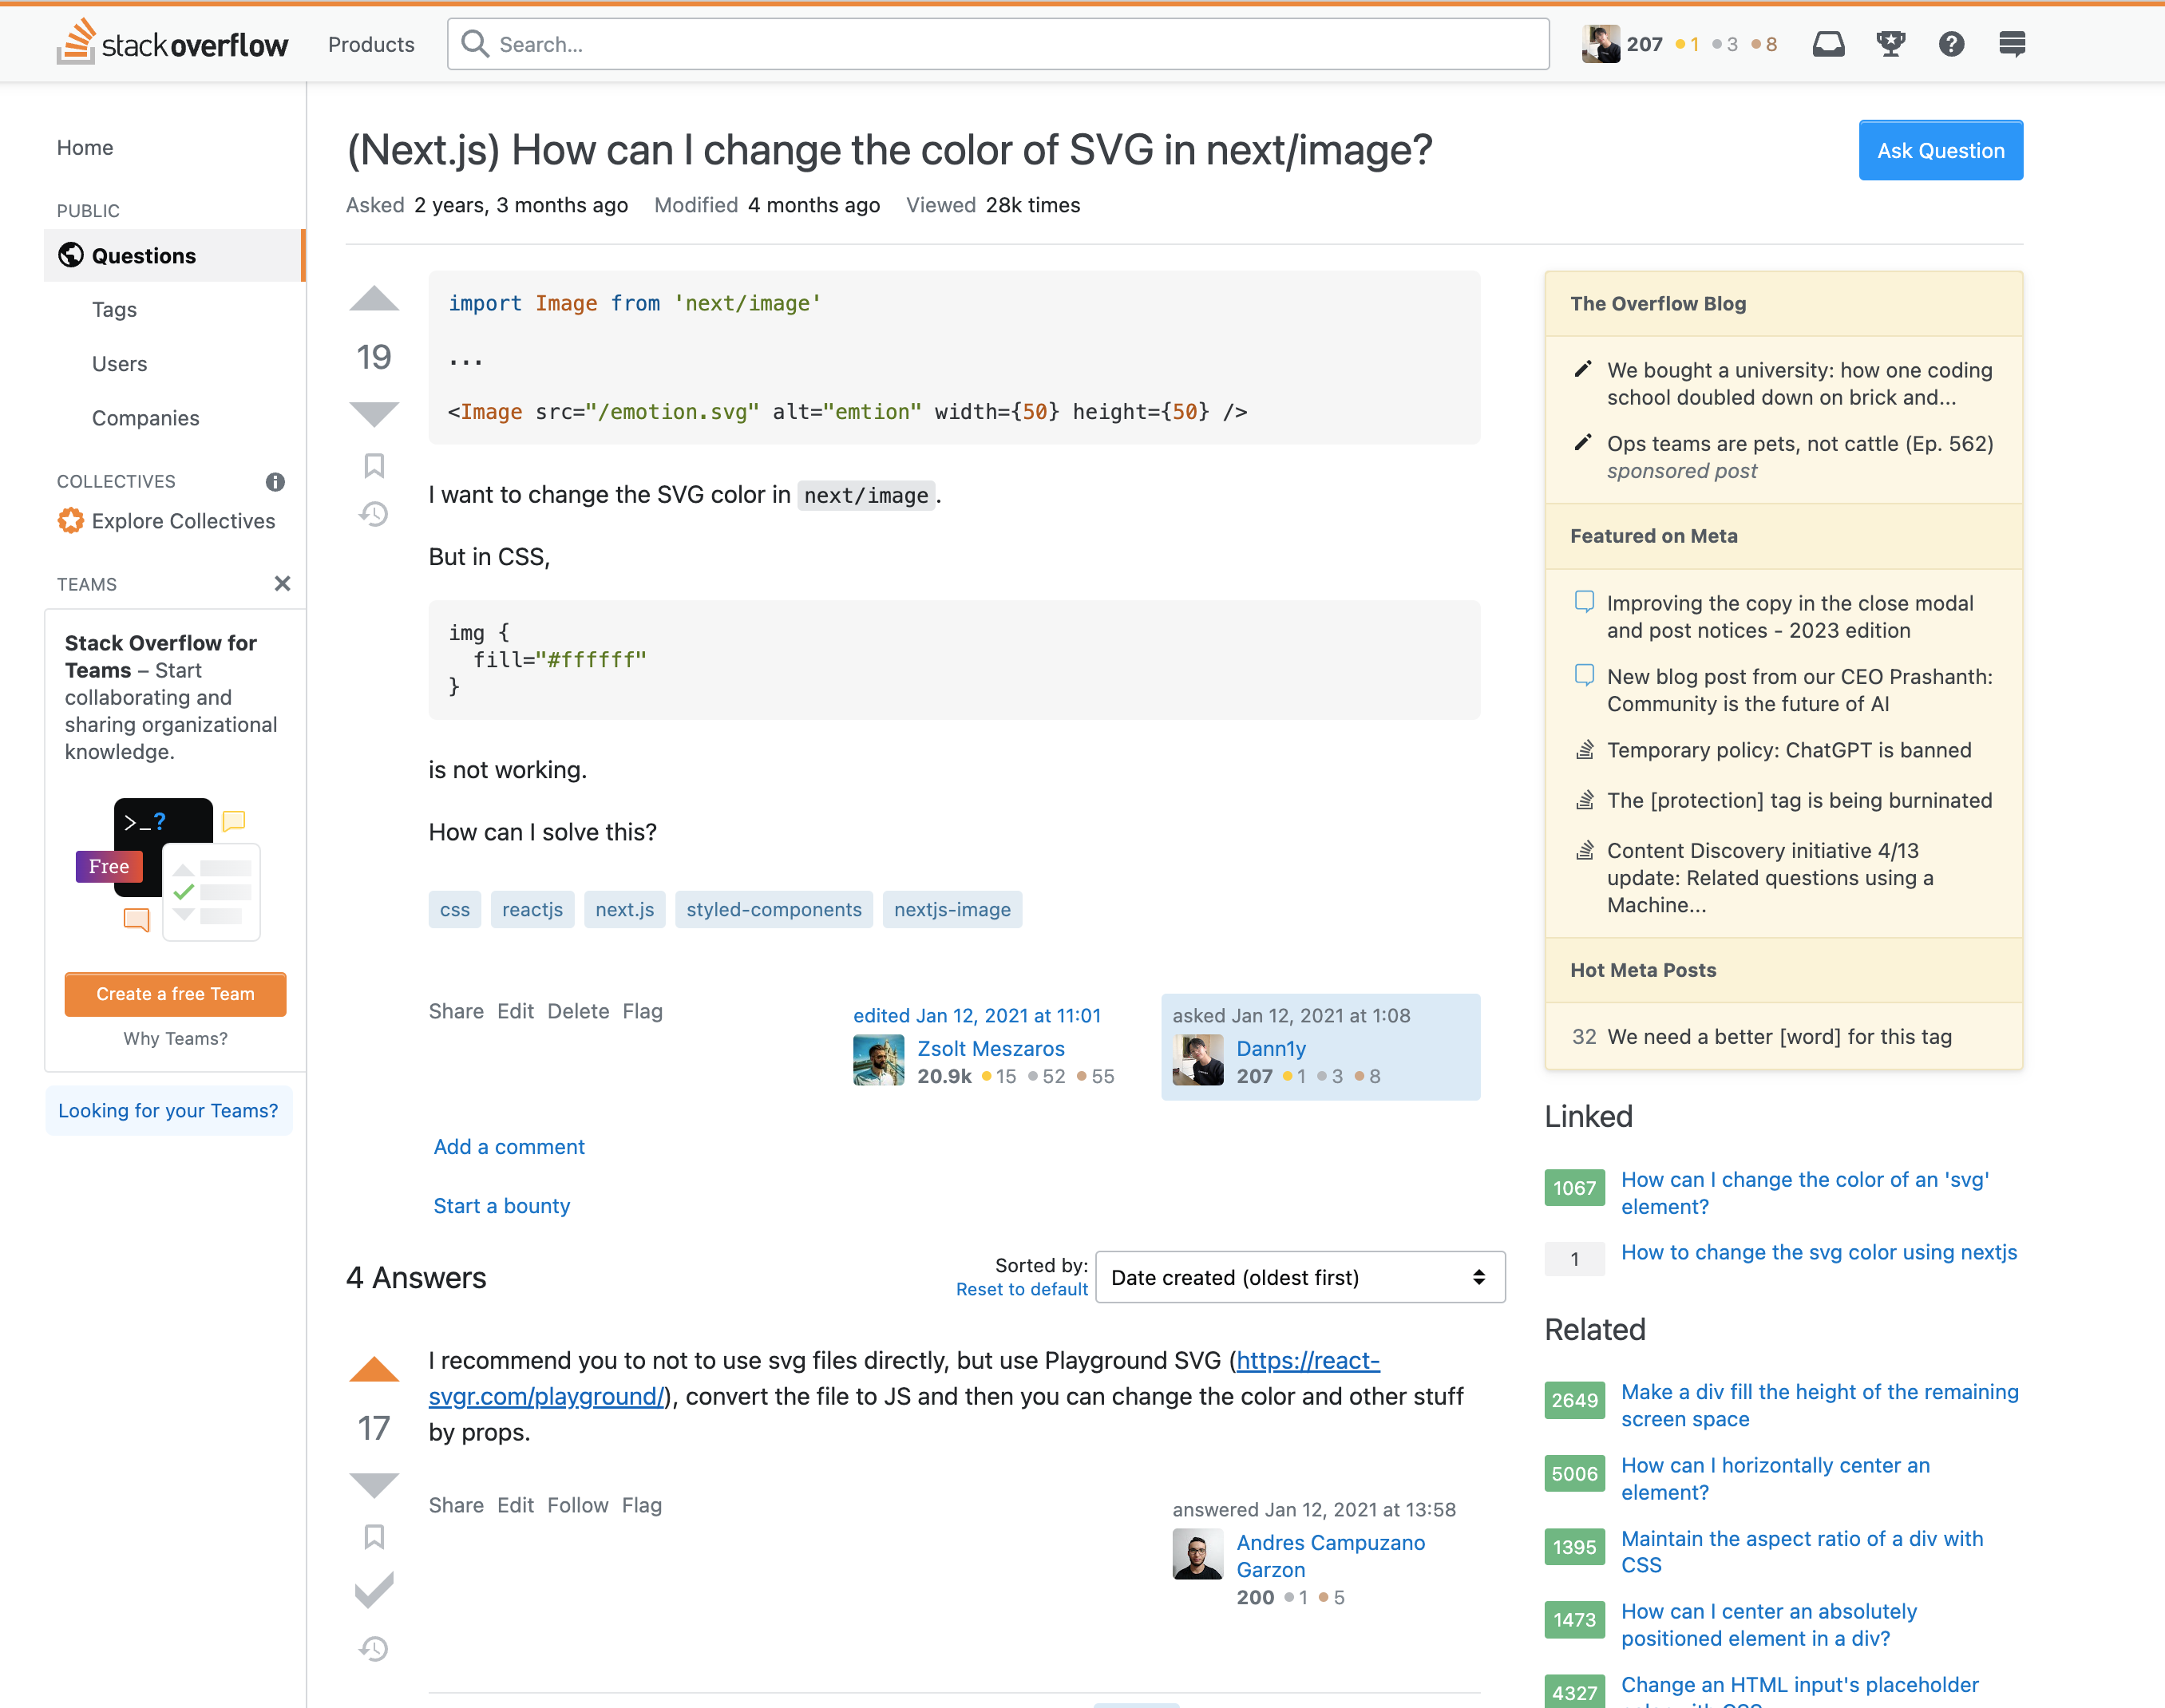 stackoverflow
Products
Search...
207 1 3 8
Home
PUBLIC
Questions
Tags
Users
Companies
COLLECTIVES
Explore Collectives
TEAMS
Stack Overflow for
Teams – Start
collaborating and
sharing organizational
knowledge.
>_?
Free
Create a free Team
Why Teams?
Looking for your Teams?
(Next.js) How can I change the color of SVG in next/image?
Ask Question
Asked 2 years, 3 months ago Modified 4 months ago Viewed 28k times
19
import Image from 'next/image'
...
<Image src="/emotion.svg" alt="emtion" width={50} height={50} />
I want to change the SVG color in next/image.
But in CSS,
img {
fill="#ffffff"
}
is not working.
How can I solve this?
css reactjs next.js styled-components nextjs-image
Share Edit Delete Flag
edited Jan 12, 2021 at 11:01
Zsolt Meszaros
20.9k 15 52 55
asked Jan 12, 2021 at 1:08
Dann1y
207 1 3 8
Add a comment
Start a bounty
4 Answers
Sorted by:
Reset to default
Date created (oldest first)
17
I recommend you to not to use svg files directly, but use Playground SVG (https://react-
svgr.com/playground/), convert the file to JS and then you can change the color and other stuff
by props.
Share Edit Follow Flag
answered Jan 12, 2021 at 13:58
Andres Campuzano
Garzon
200 1 5
The Overflow Blog
We bought a university: how one coding
school doubled down on brick and...
Ops teams are pets, not cattle (Ep. 562)
sponsored post
Featured on Meta
Improving the copy in the close modal
and post notices - 2023 edition
New blog post from our CEO Prashanth:
Community is the future of AI
Temporary policy: ChatGPT is banned
The [protection] tag is being burninated
Content Discovery initiative 4/13
update: Related questions using a
Machine...
Hot Meta Posts
32 We need a better [word] for this tag
Linked
1067 How can I change the color of an 'svg'
element?
1 How to change the svg color using nextjs
Related
2649 Make a div fill the height of the remaining
screen space
5006 How can I horizontally center an
element?
1395 Maintain the aspect ratio of a div with
CSS
1473 How can I center an absolutely
positioned element in a div?
4327 Change an HTML input's placeholder